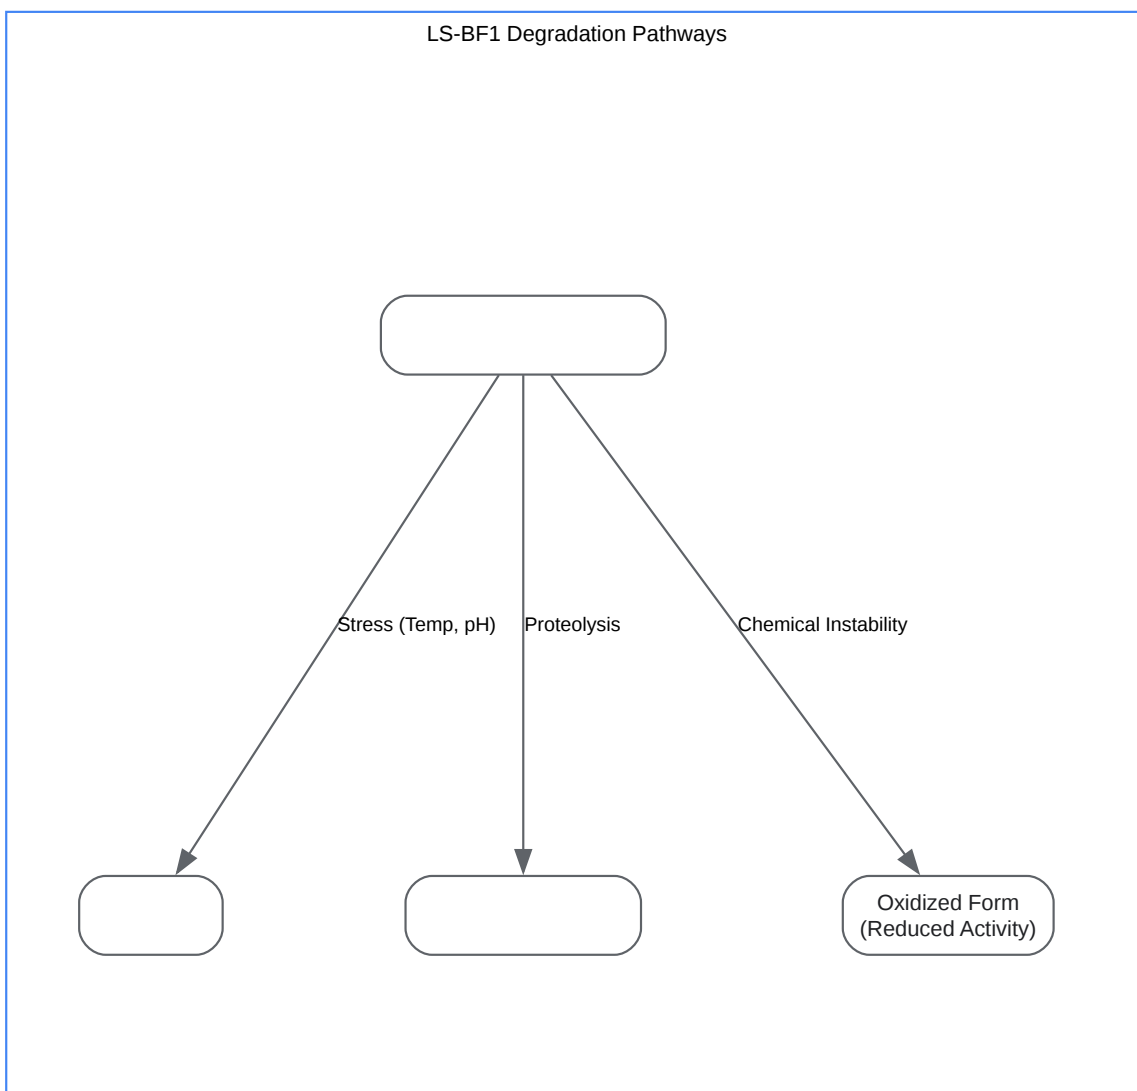 LS-BF1 Degradation Pathways
Stress (Temp, pH)
Proteolysis
Chemical Instability
Oxidized Form
(Reduced Activity)